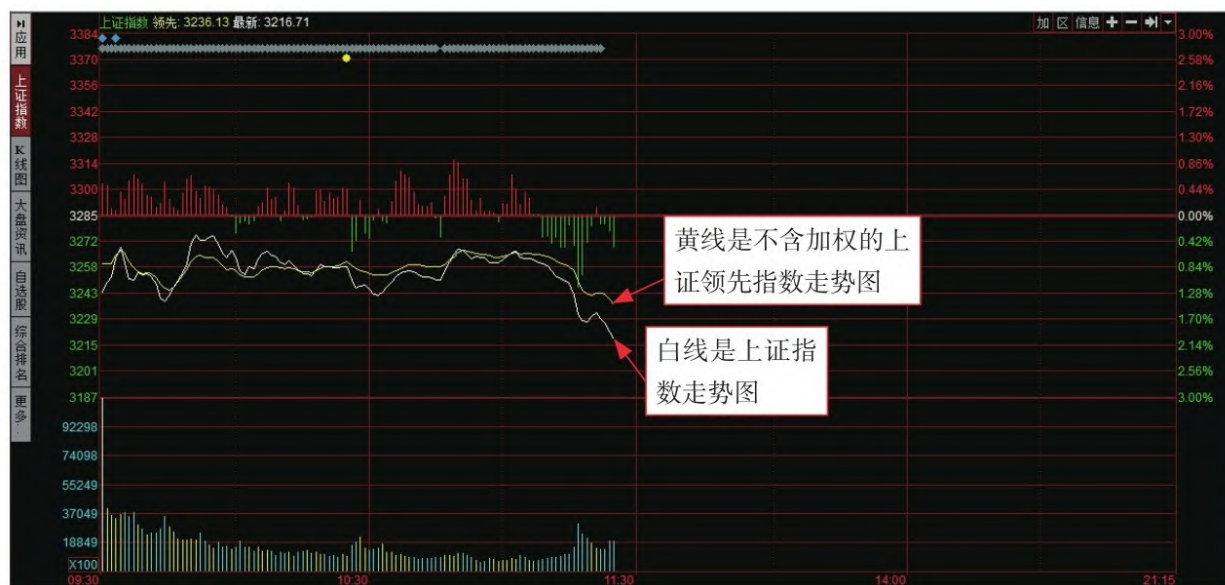 上证指数 领先: 3236.13 最新: 3216.71
加 区 信息
应用
上证指数
K线图
大盘资讯
自选股
综合排名
更多
3384
3370
3356
3342
3328
3314
3300
3285
3272
3258
3243
3229
3215
3201
3187
92298
74098
55249
37049
18849
X100
3.00%
2.58%
2.14%
1.72%
1.30%
0.86%
0.44%
0.00%
0.42%
0.84%
1.28%
1.70%
2.14%
2.56%
3.00%
黄线是不含加权的上
证领先指数走势图
白线是上证指
数走势图
09:30 10:30 11:30 14:00 21:15